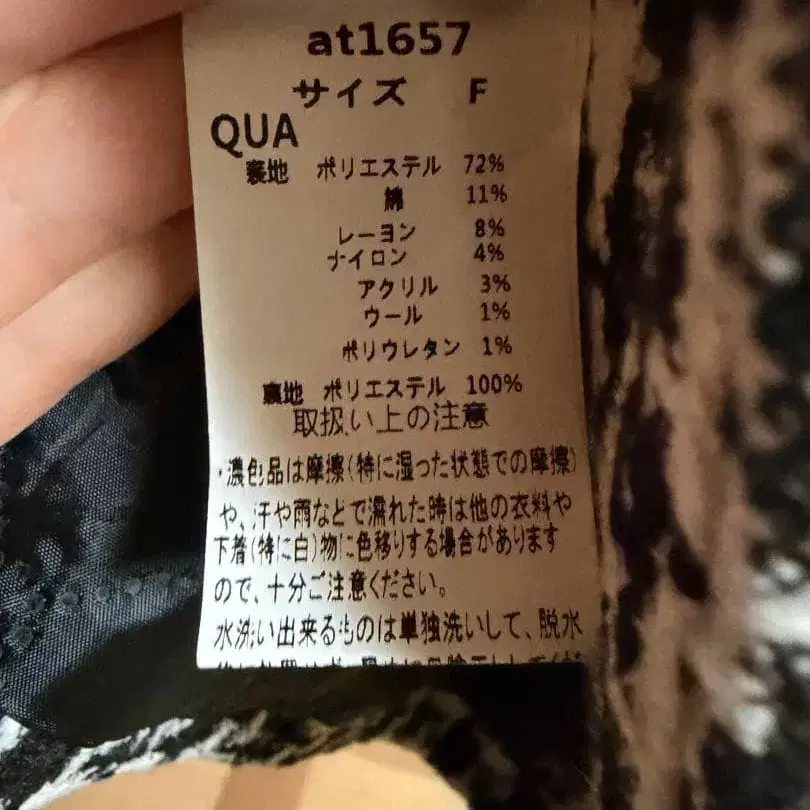 at1657
サイズ F
QUA
裏地 ポリエステル 72%
綿 11%
レーヨン 8%
ナイロン 4%
アクリル 3%
ウール 1%
ポリウレタン 1%
裏地 ポリエステル 100%
取扱い上の注意
・濃色品は摩擦(特に湿った状態での摩擦)
や、汗や雨などで濡れた時は他の衣料や
下着(特に白)物に色移りする場合があります
ので、十分ご注意ください。
水洗い出来るものは単独洗いして、脱水